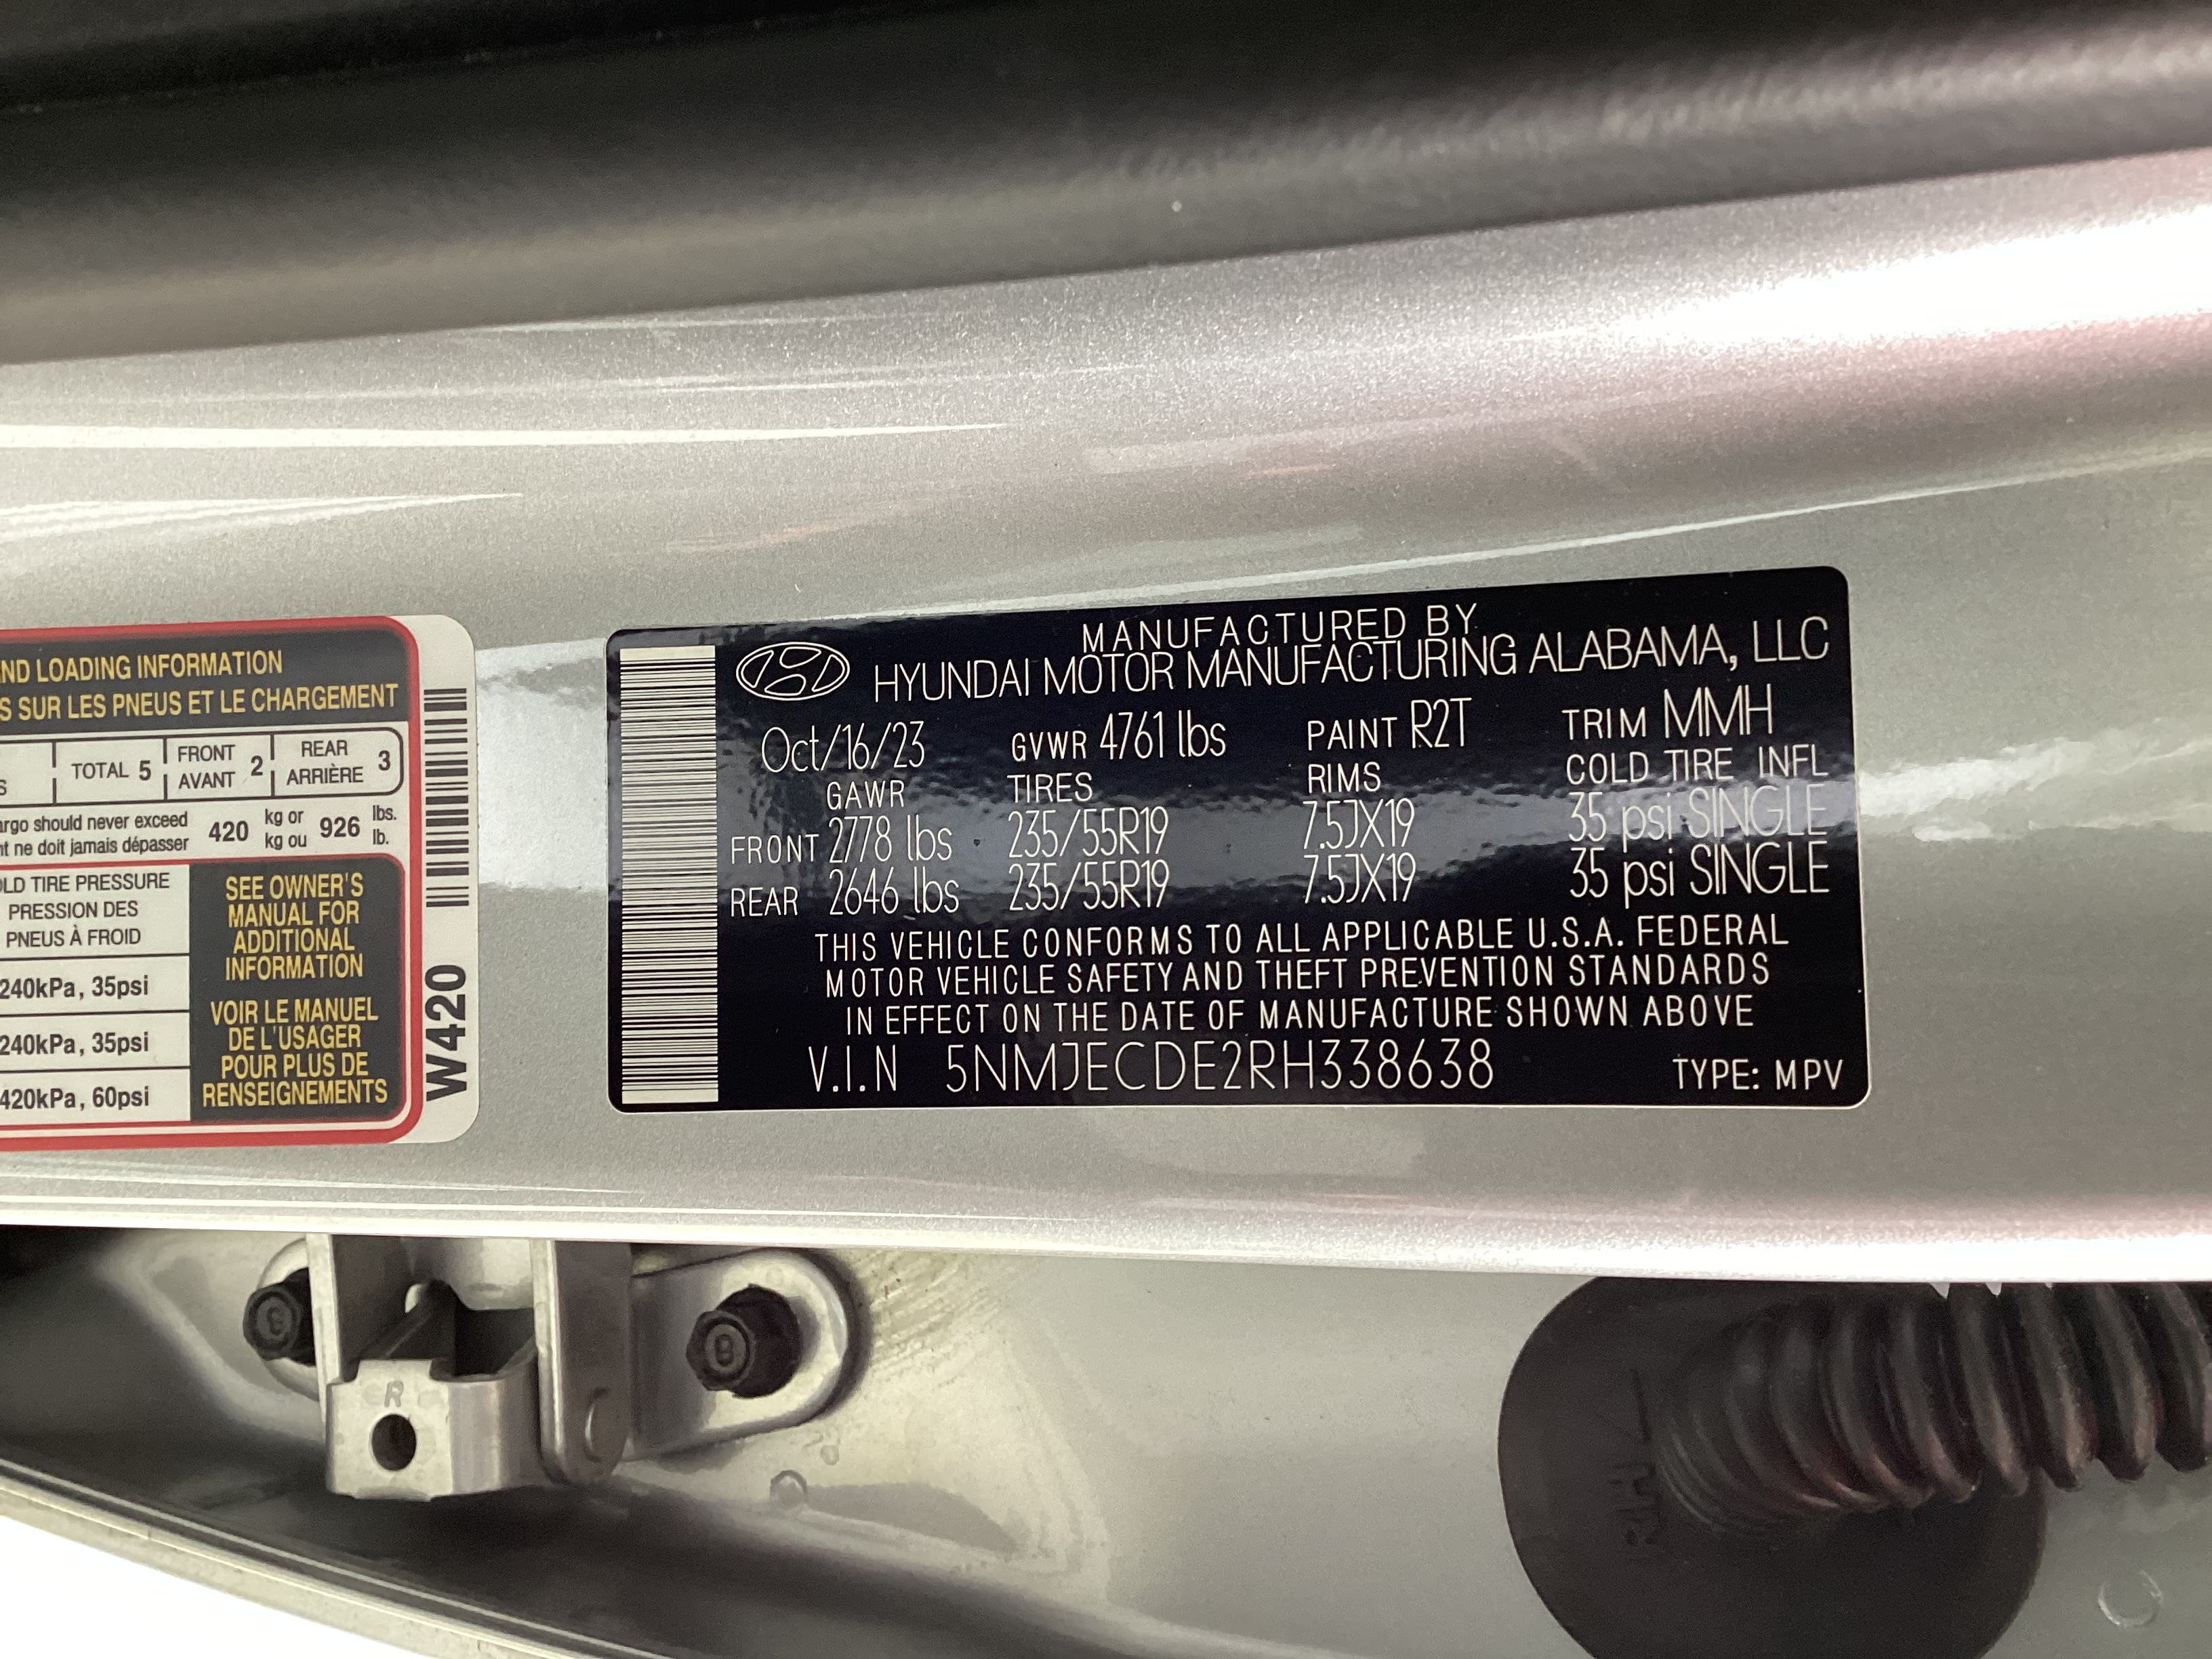 ND LOADING INFORMATION
S SUR LES PNEUS ET LE CHARGEMENT
S TOTAL 5 FRONT AVANT 2 REAR ARRIÈRE 3
rgo should never exceed
nt ne doit jamais dépasser
420 kg or kg ou 926 lbs. lb.
LD TIRE PRESSURE
PRESSION DES
PNEUS À FROID
240kPa, 35psi
240kPa, 35psi
420kPa, 60psi
SEE OWNER'S
MANUAL FOR
ADDITIONAL
INFORMATION
VOIR LE MANUEL
DE L'USAGER
POUR PLUS DE
RENSEIGNEMENTS
W420
MANUFACTURED BY
HYUNDAI MOTOR MANUFACTURING ALABAMA, LLC
Oct/16/23 GVWR 4761 lbs PAINT R2T TRIM MMH
GAWR TIRES RIMS COLD TIRE INFL
FRONT 2778 lbs 235/55R19 7.5JX19 35 psi SINGLE
REAR 2646 lbs 235/55R19 7.5JX19 35 psi SINGLE
THIS VEHICLE CONFORMS TO ALL APPLICABLE U.S.A. FEDERAL
MOTOR VEHICLE SAFETY AND THEFT PREVENTION STANDARDS
IN EFFECT ON THE DATE OF MANUFACTURE SHOWN ABOVE
V.I.N 5NMJECDE2RH338638 TYPE: MPV
8
R
RH